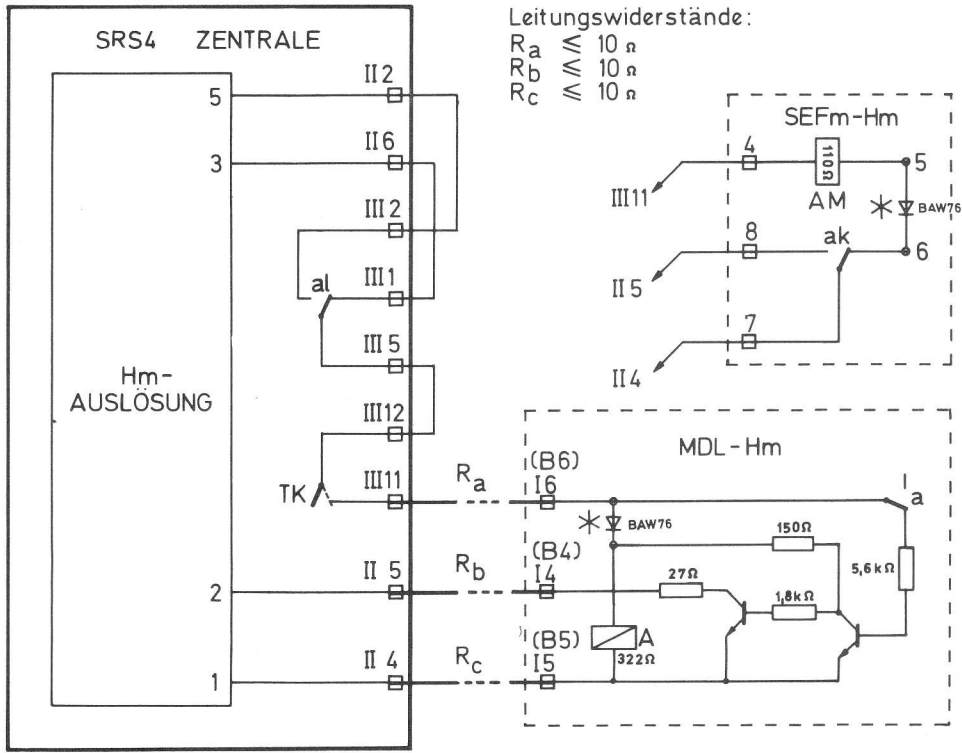 SRS4 ZENTRALE
Leitungswiderstände:
Ra ≤ 10 Ω
Rb ≤ 10 Ω
Rc ≤ 10 Ω
5
II 2
3
II 6
III 2
al
III 1
III 5
Hm-
AUSLÖSUNG
III 12
TK
III 11
2
II 5
1
II 4
Ra
Rb
Rc
SEFm-Hm
4
110Ω
AM
5
III 11
BAW76
8
ak
6
II 5
7
II 4
MDL-Hm
(B6)
I6
a
BAW76
150Ω
5,6kΩ
(B4)
I4
27Ω
1,8kΩ
(B5)
I5
A
322Ω